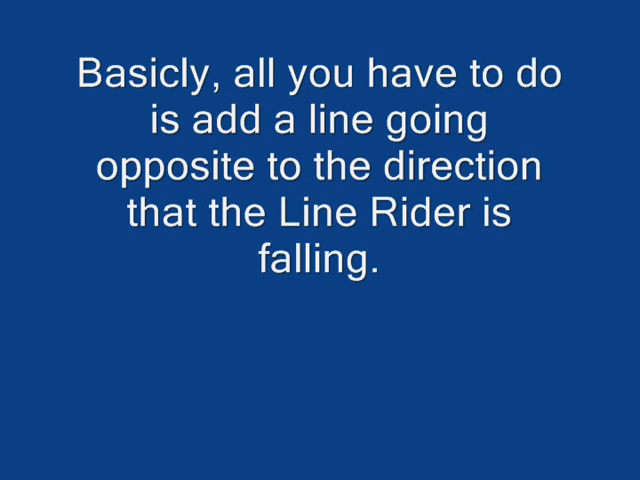 Basicly, all you have to do
is add a line going
opposite to the direction
that the Line Rider is
falling.